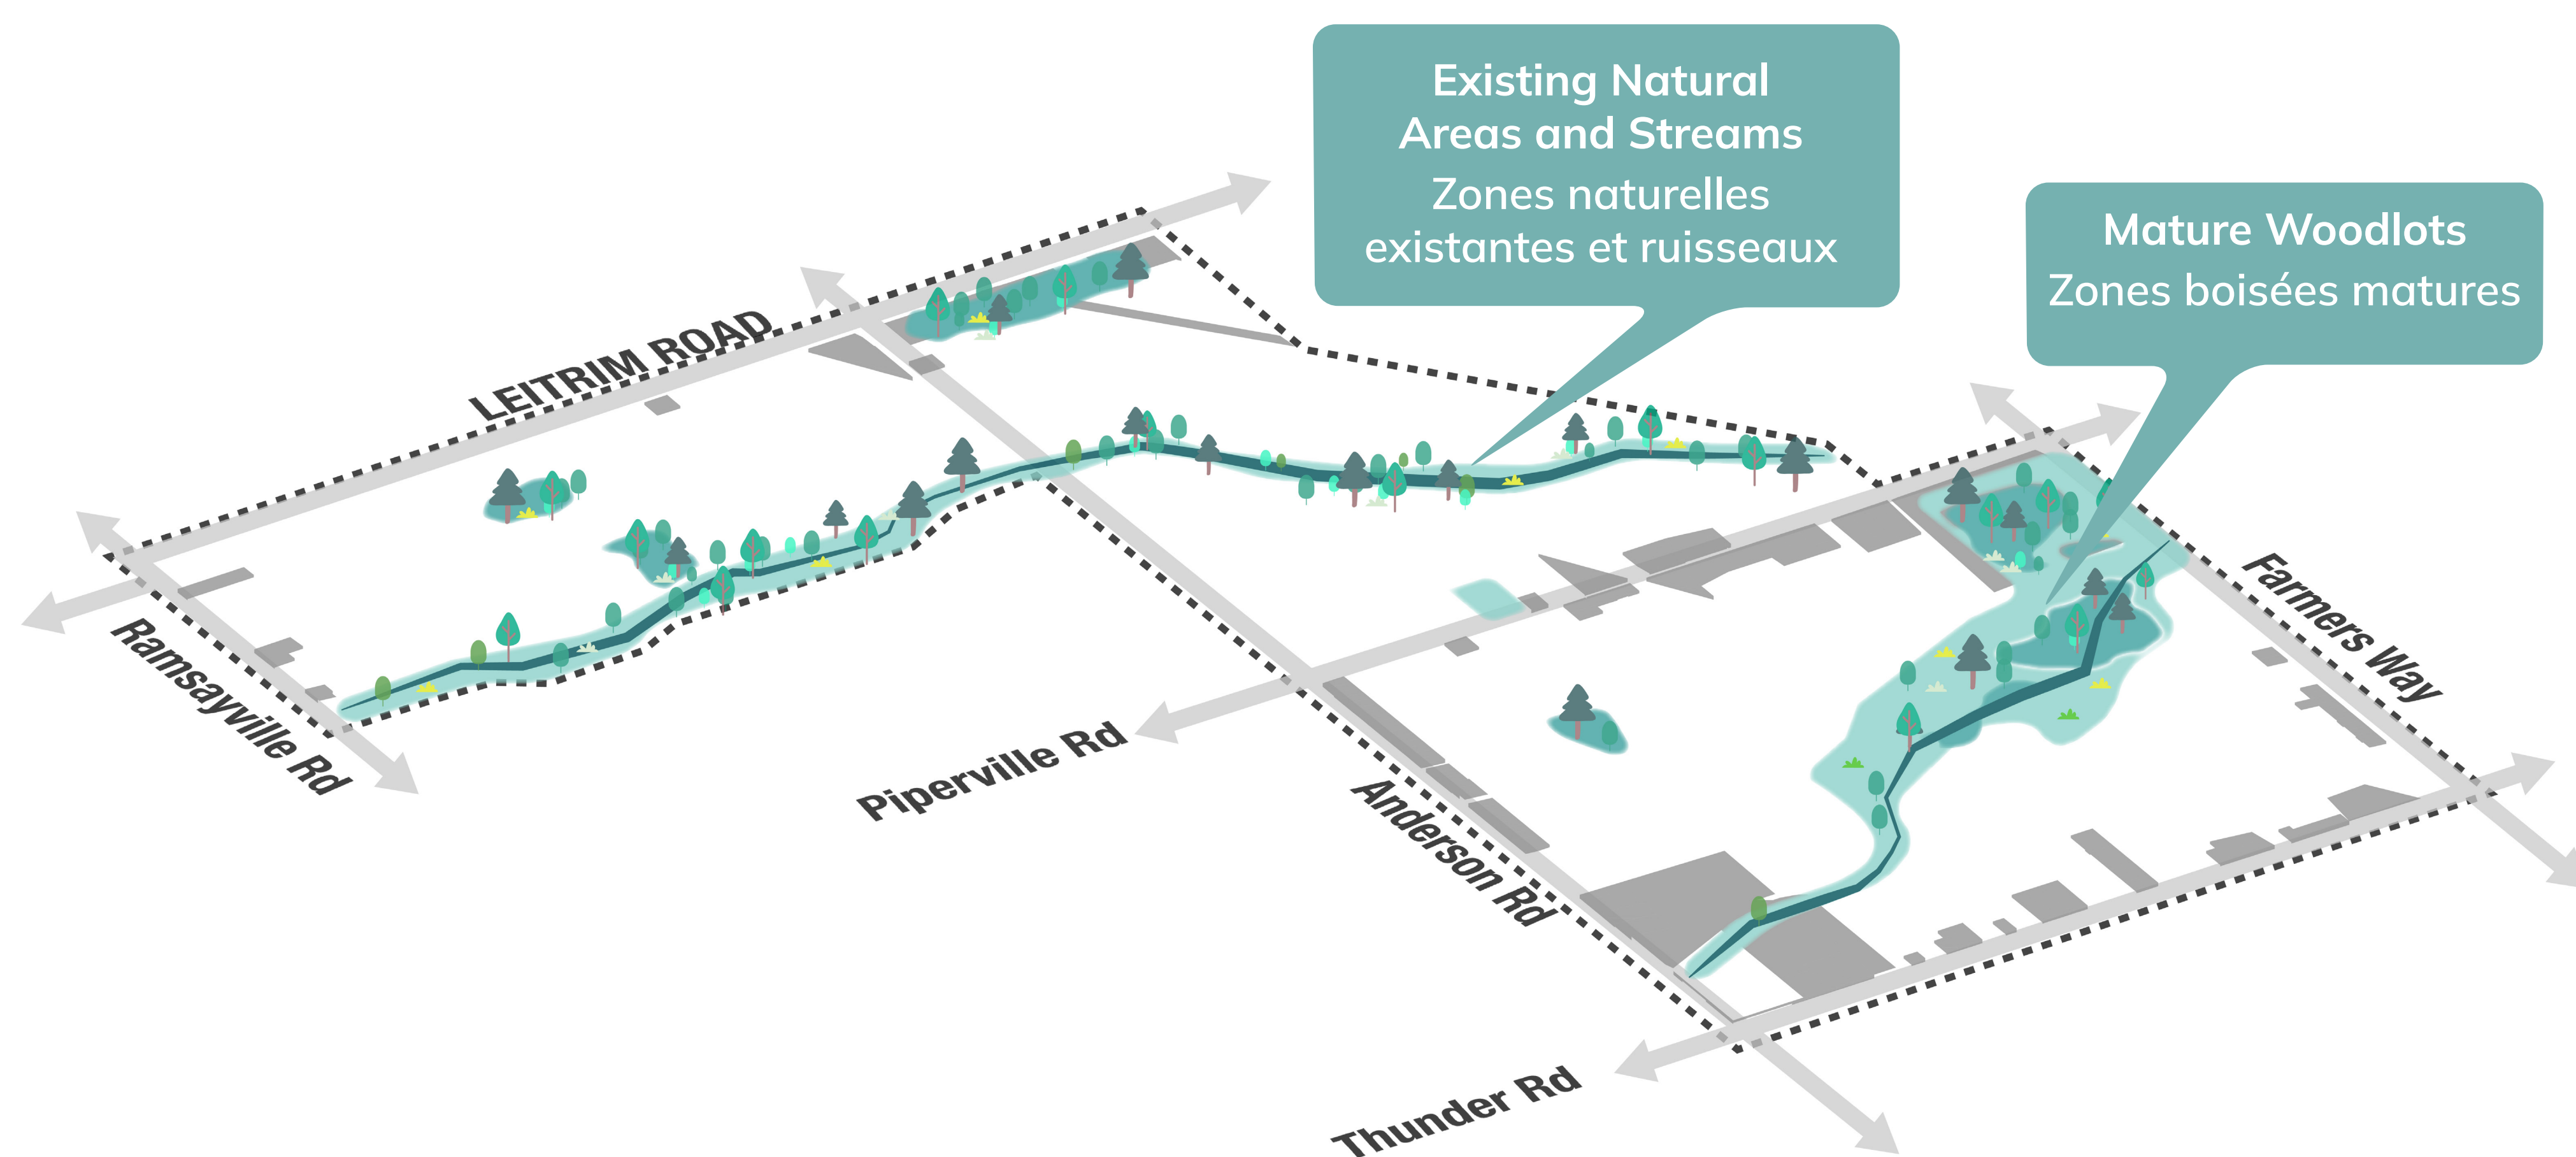 Existing Natural
Areas and Streams
Zones naturelles
existantes et ruisseaux
Mature Woodlots
Zones boisées matures
LEITRIM ROAD
Ramsayville Rd
Piperville Rd
Anderson Rd
Farmers Way
Thunder Rd